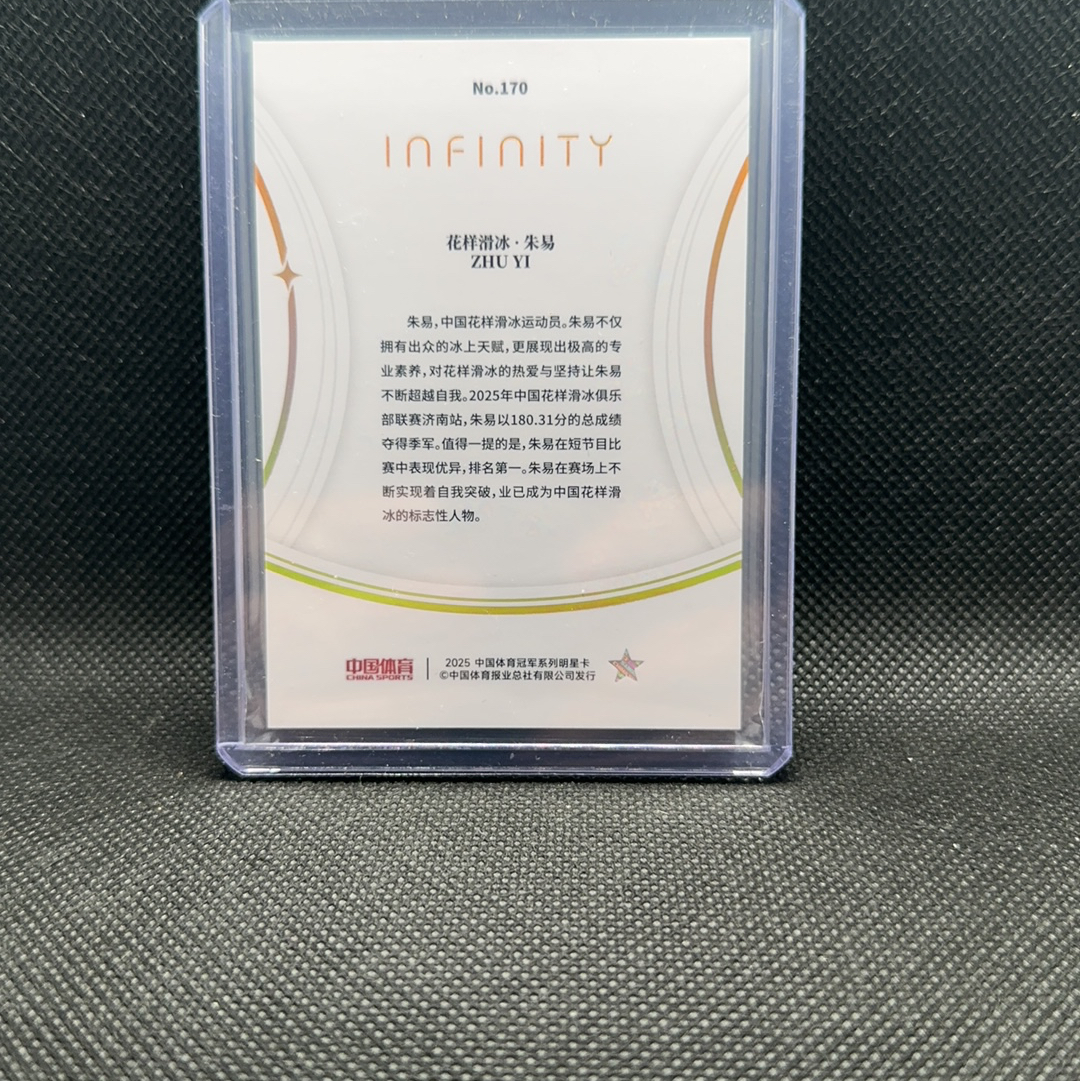 No.170
INFINITY
花样滑冰·朱易
ZHU YI
朱易，中国花样滑冰运动员。朱易不仅
拥有出众的冰上天赋，更展现出极高的专
业素养，对花样滑冰的热爱与坚持让朱易
不断超越自我。2025年中国花样滑冰俱乐
部联赛济南站，朱易以180.31分的总成绩
夺得季军。值得一提的是，朱易在短节目比
赛中表现优异，排名第一。朱易在赛场上不
断实现着自我突破，业已成为中国花样滑
冰的标志性人物。
中国体育
CHINA SPORTS
2025 中国体育冠军系列明星卡
©中国体育报业总社有限公司发行